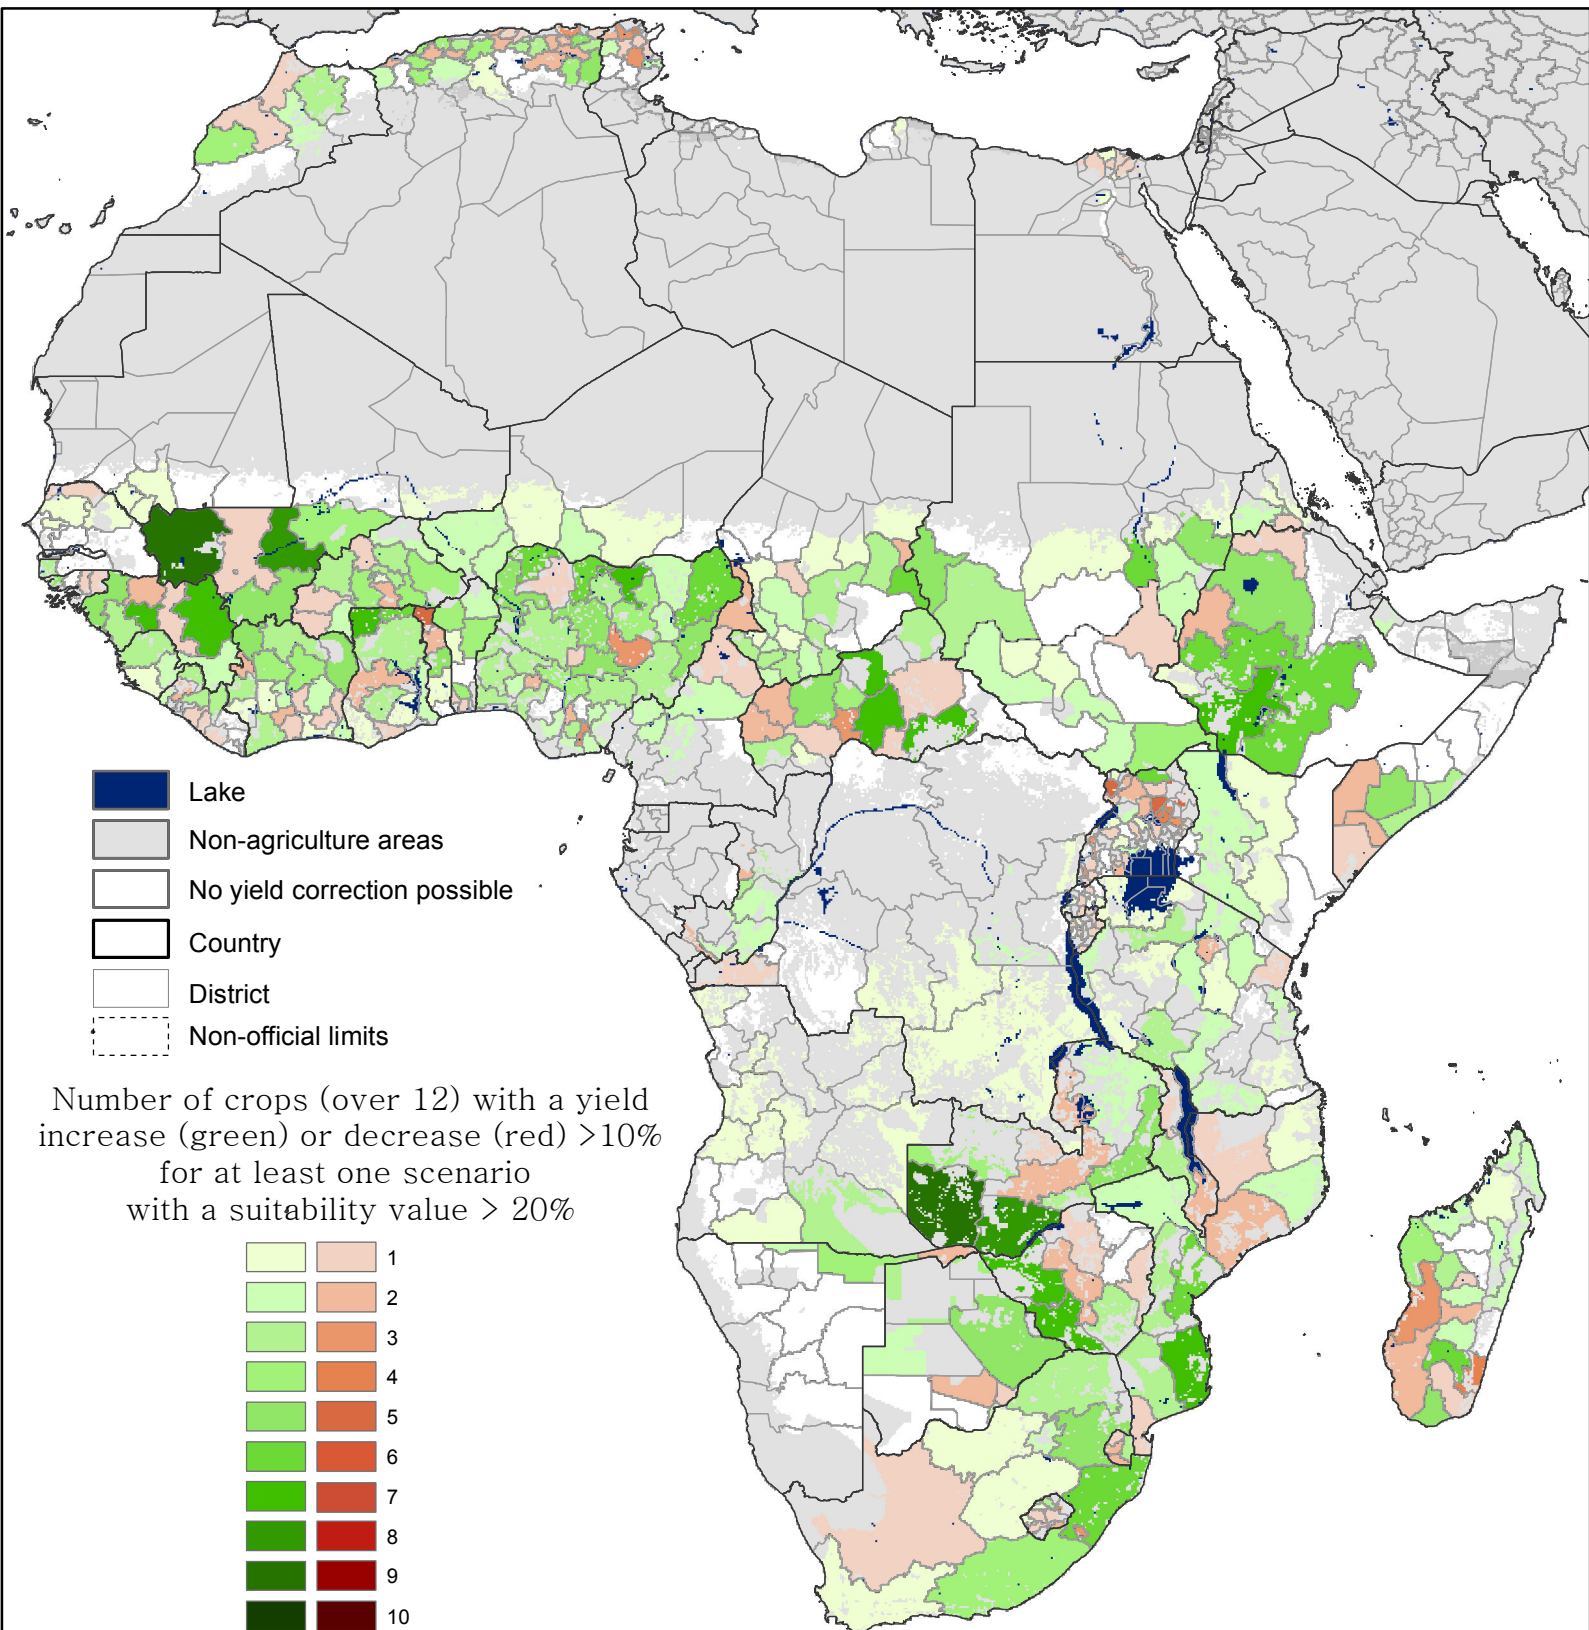 Lake
Non-agriculture areas
No yield correction possible
Country
District
Non-official limits
Number of crops (over 12) with a yield
increase (green) or decrease (red) >10%
for at least one scenario
with a suitability value > 20%
1
2
3
4
5
6
7
8
9
10